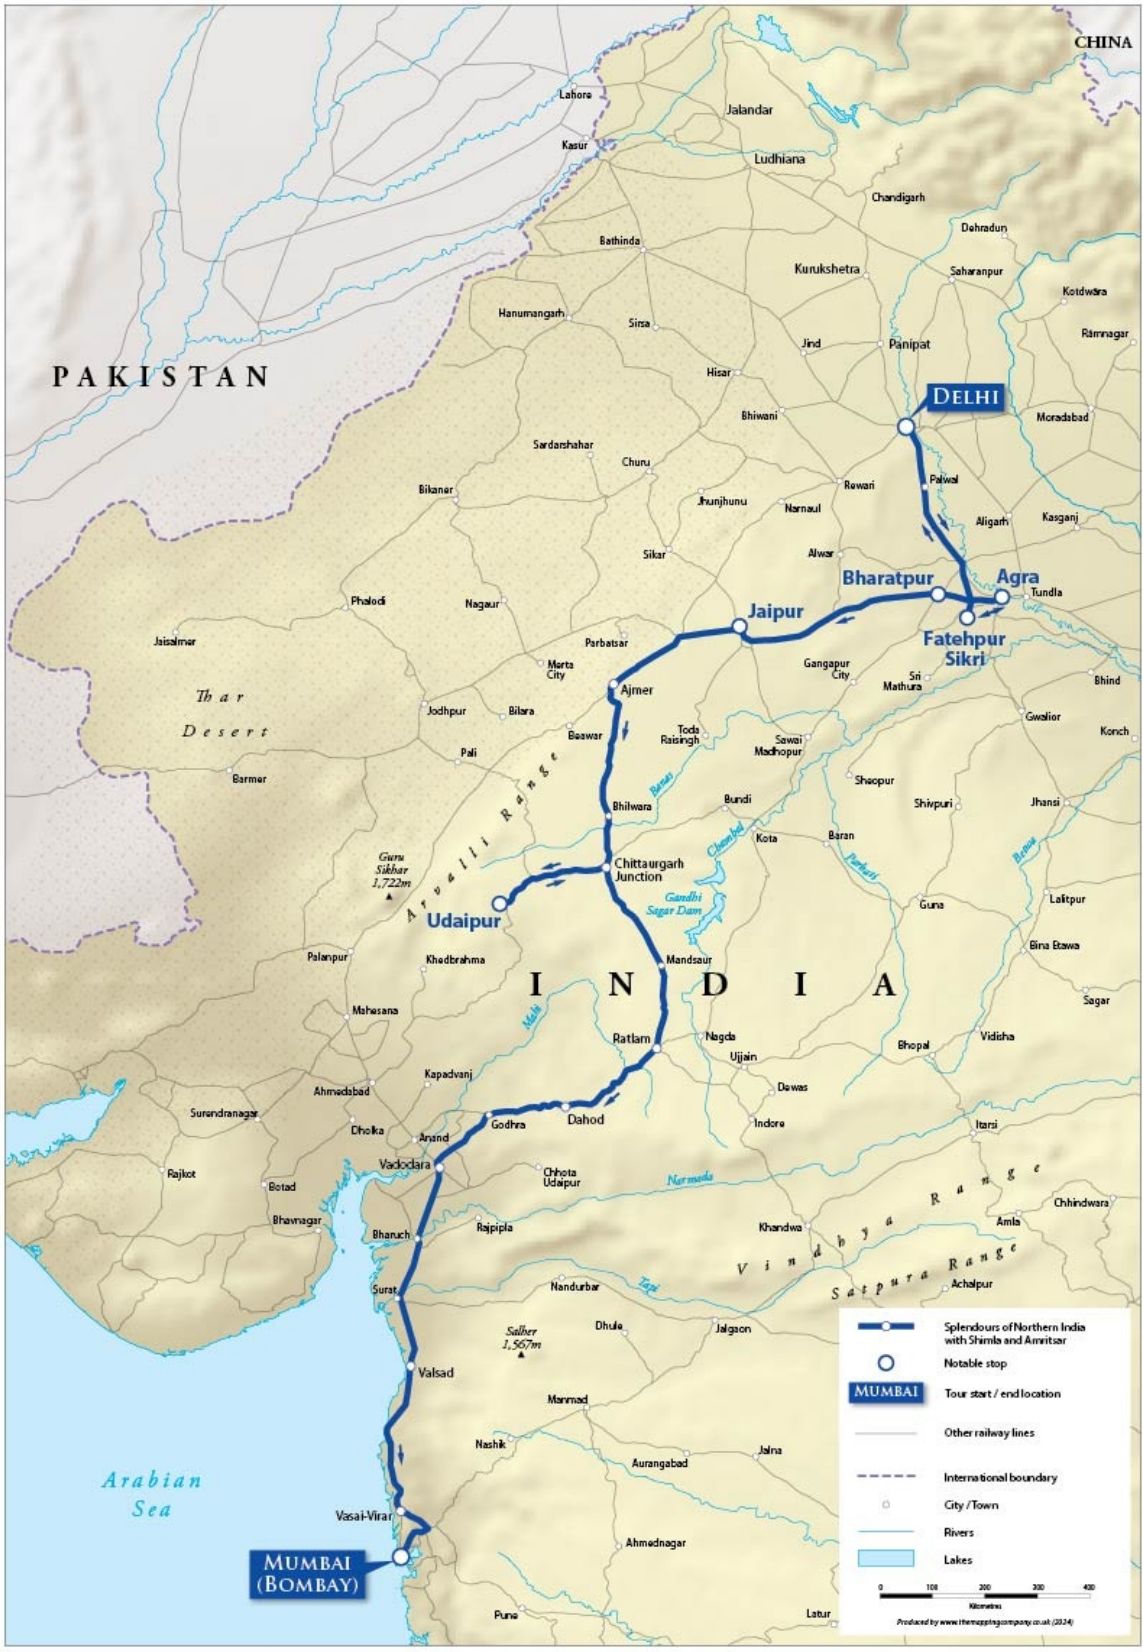 CHINA
Lahore
Jalandar
Kasur
Ludhiana
Chandigarh
Dehradun
Bathinda
Kurukshetra
Saharanpur
Kotdwāra
Hanumangarh
Sirsa
Rāmnagar
Jind
Panipat
PAKISTAN
Hisar
DELHI
Bhiwani
Moradabad
Sardarshahar
Churu
Bikaner
Rewari
Palwal
Jhunjhunu
Narnaul
Aligarh
Kasganj
Sikar
Alwar
Bharatpur
Agra
Tundla
Phalodi
Nagaur
Jaipur
Jaisalmer
Parbatsar
Fatehpur
Sikri
Merta
City
Gangapur
City
Sri
Mathura
Bhind
Thar
Desert
Ajmer
Jodhpur
Bilara
Beawar
Toda
Raisingh
Sawai
Madhopur
Gwalior
Konch
Pali
Barmer
Banas
Sheopur
Aravalli Range
Bhilwara
Bundi
Shivpuri
Jhansi
Chambal
Kota
Baran
Parbati
Betwa
Guru
Sikhar
1,722m
Chittaurgarh
Junction
Gandhi
Sagar Dam
Guna
Lalitpur
Udaipur
Palanpur
Khedbrahma
Mandsaur
Bina Etawa
INDIA
Sagar
Mahesana
Mahi
Ratlam
Nagda
Ujjain
Bhopal
Vidisha
Ahmedabad
Kapadvanj
Dewas
Surendranagar
Dholka
Anand
Godhra
Dahod
Indore
Itarsi
Vadodara
Rajkot
Botad
Chhota
Udaipur
Narmada
Vindhya Range
Chhindwara
Bhavnagar
Bharuch
Rajpipla
Khandwa
Amla
Satpura Range
Surat
Nandurbar
Tapi
Achalpur
Salher
1,567m
Dhule
Jalgaon
Valsad
Manmad
Nashik
Aurangabad
Jalna
Arabian
Sea
Vasai-Virar
Ahmednagar
MUMBAI
(BOMBAY)
Pune
Latur
Splendours of Northern India
with Shimla and Amritsar
Notable stop
MUMBAI
Tour start / end location
Other railway lines
International boundary
City / Town
Rivers
Lakes
0 100 200 300 400
Kilometres
Produced by www.themappingcompany.co.uk (2024)